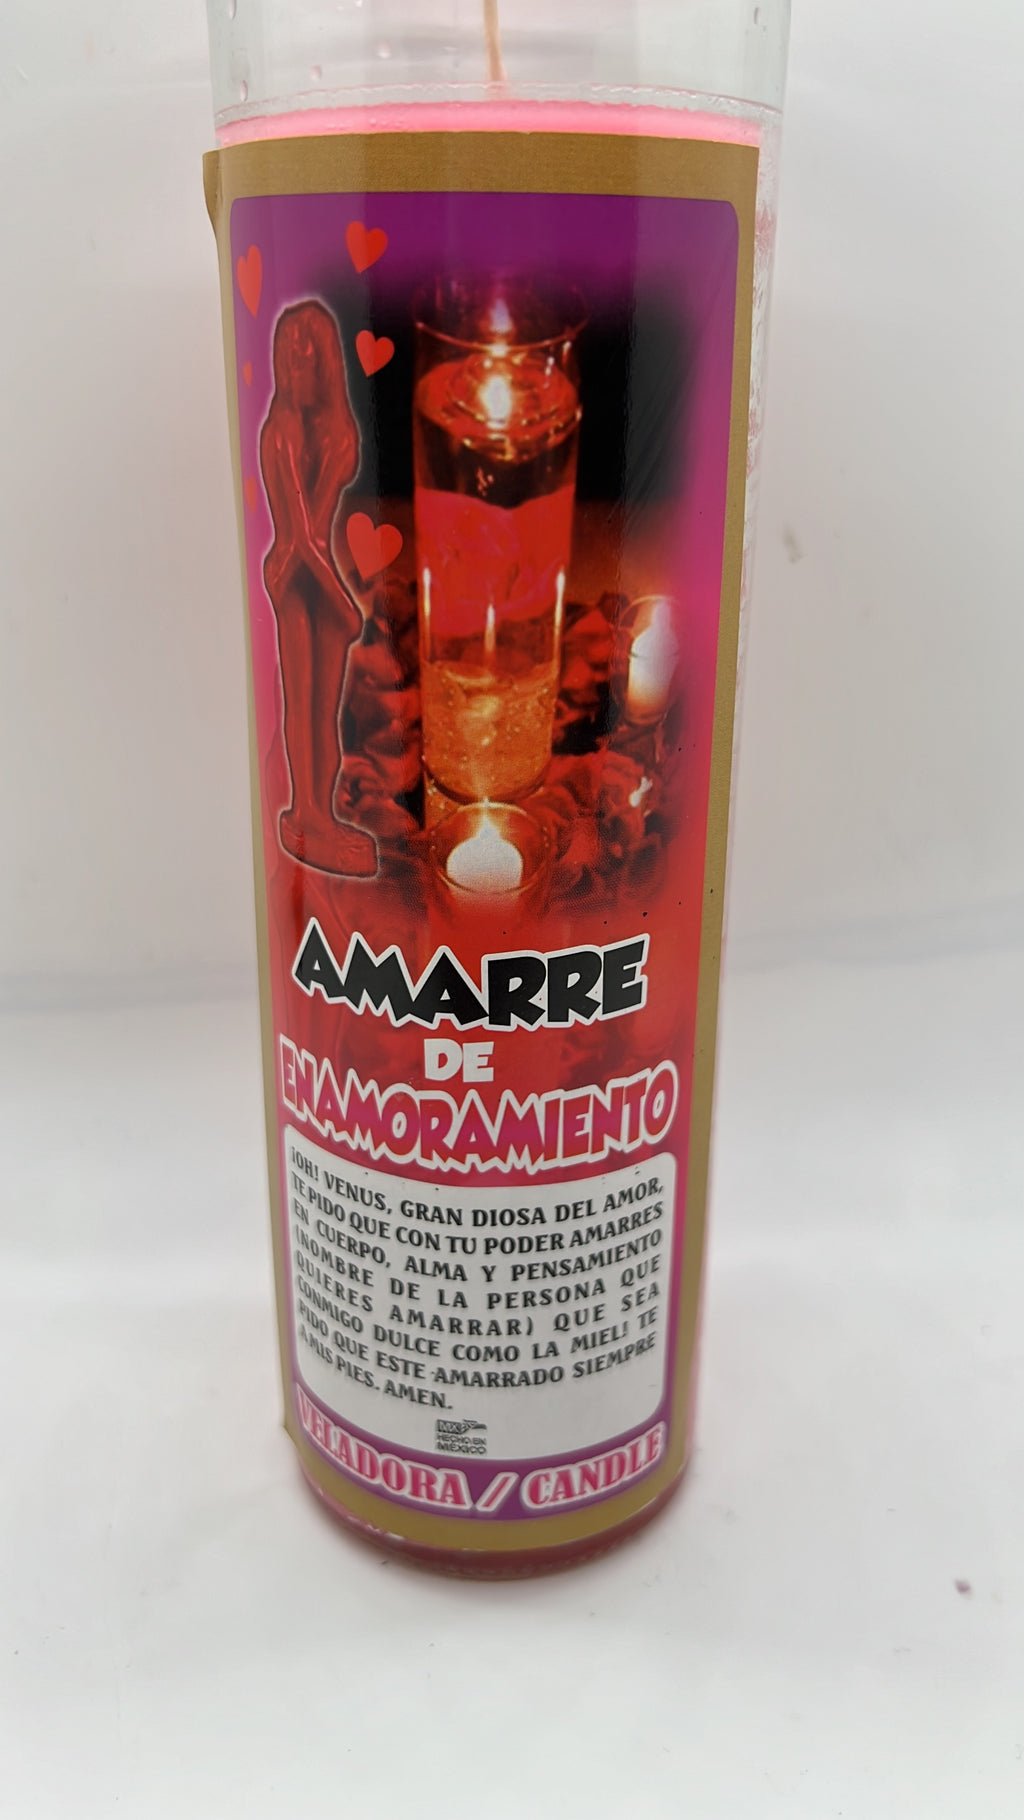 AMARRE
DE
ENAMORAMIENTO
¡OH! VENUS, GRAN DIOSA DEL AMOR,
TE PIDO QUE CON TU PODER AMARRES
EN CUERPO, ALMA Y PENSAMIENTO
(NOMBRE DE LA PERSONA QUE
QUIERES AMARRAR) QUE SEA
CONMIGO DULCE COMO LA MIEL! TE
PIDO QUE ESTE AMARRADO SIEMPRE
A MIS PIES. AMEN.
HECHO EN
MÉXICO
VELADORA / CANDLE